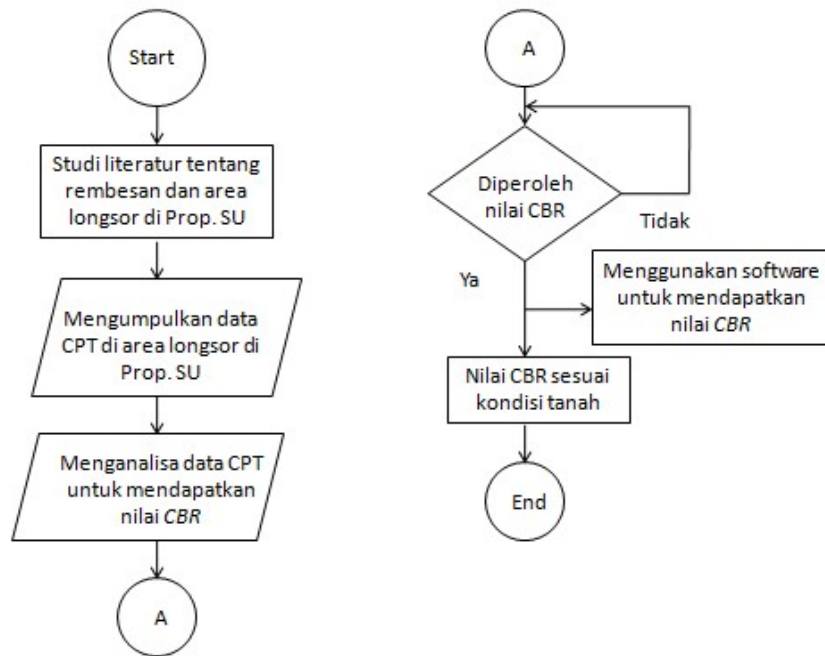 Start
Studi literatur tentang
rembesan dan area
longsor di Prop. SU
Mengumpulkan data
CPT di area longsor di
Prop. SU
Menganalisa data CPT
untuk mendapatkan
nilai CBR
A
A
Diperoleh
nilai CBR
Tidak
Ya
Menggunakan software
untuk mendapatkan
nilai CBR
Nilai CBR sesuai
kondisi tanah
End